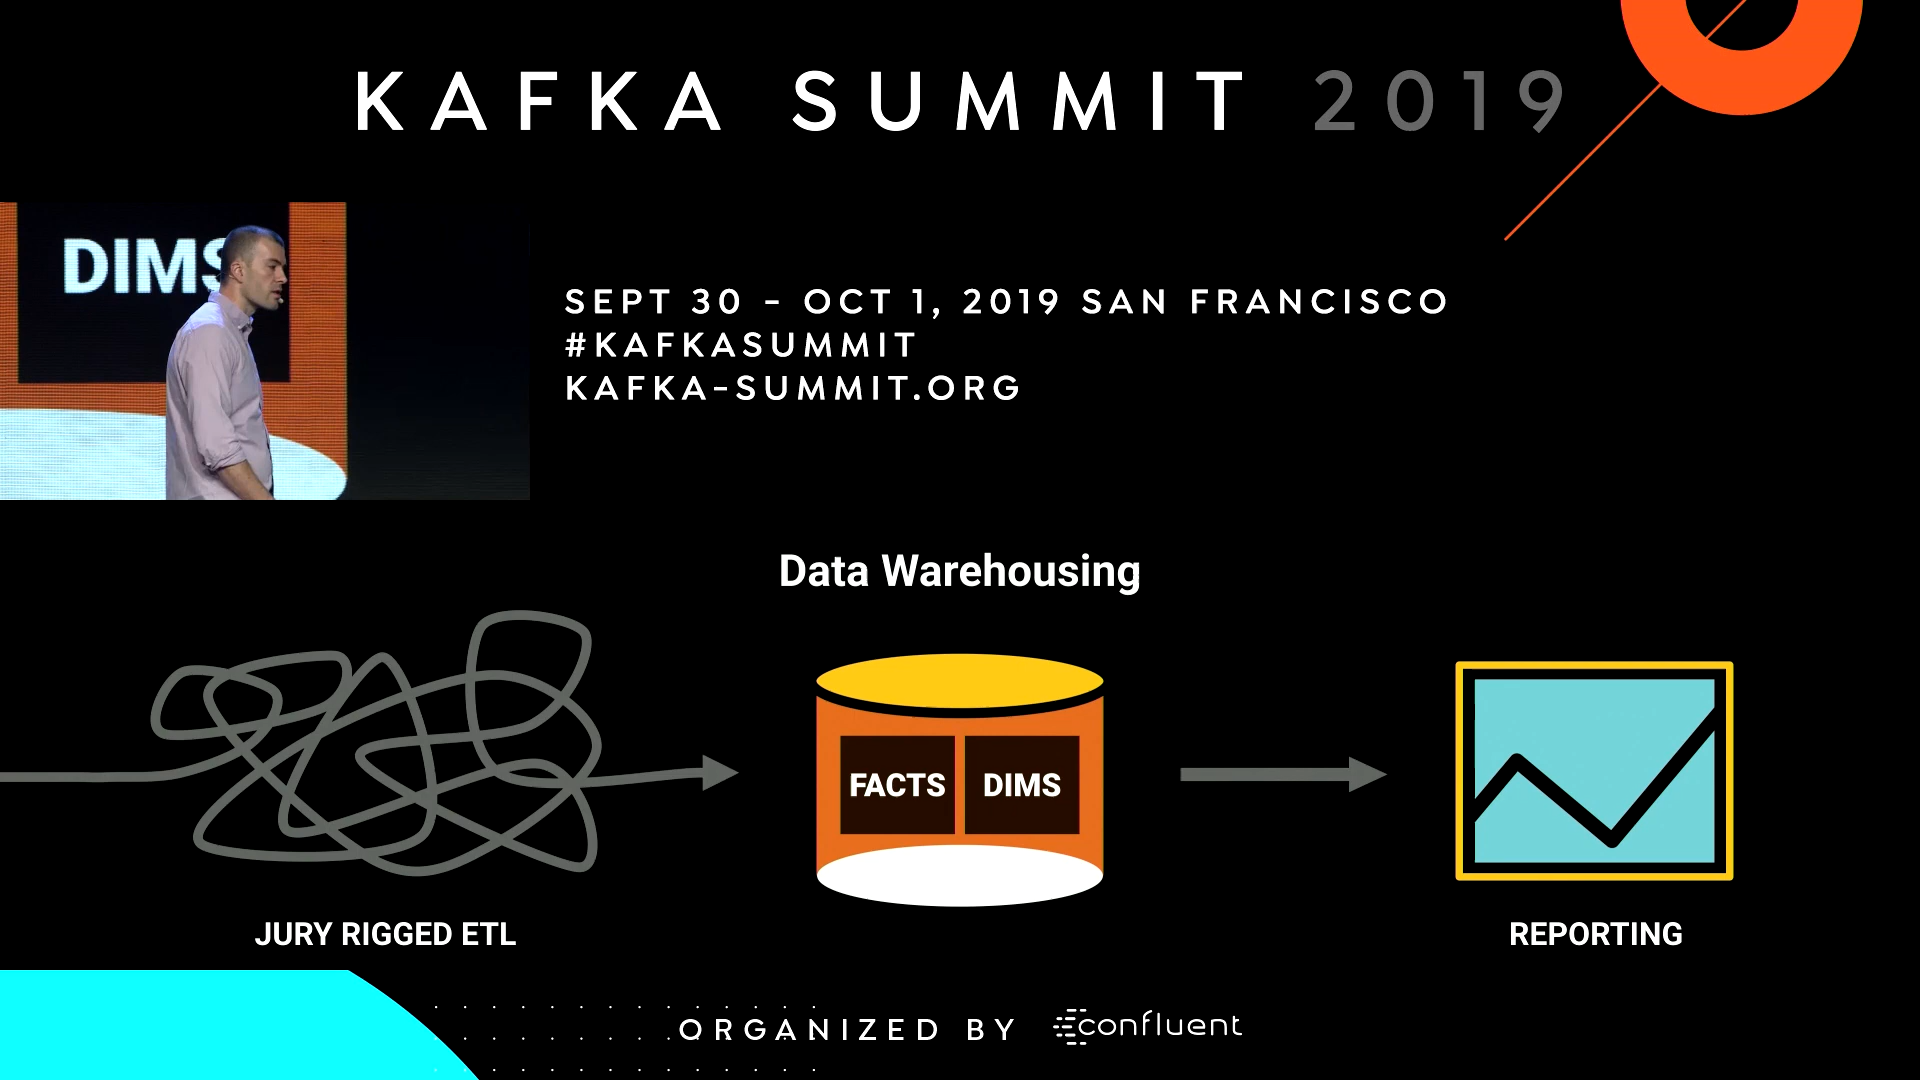 KAFKA SUMMIT 2019
DIMS
SEPT 30 - OCT 1, 2019 SAN FRANCISCO
#KAFKASUMMIT
KAFKA-SUMMIT.ORG
Data Warehousing
FACTS DIMS
JURY RIGGED ETL
REPORTING
ORGANIZED BY confluent